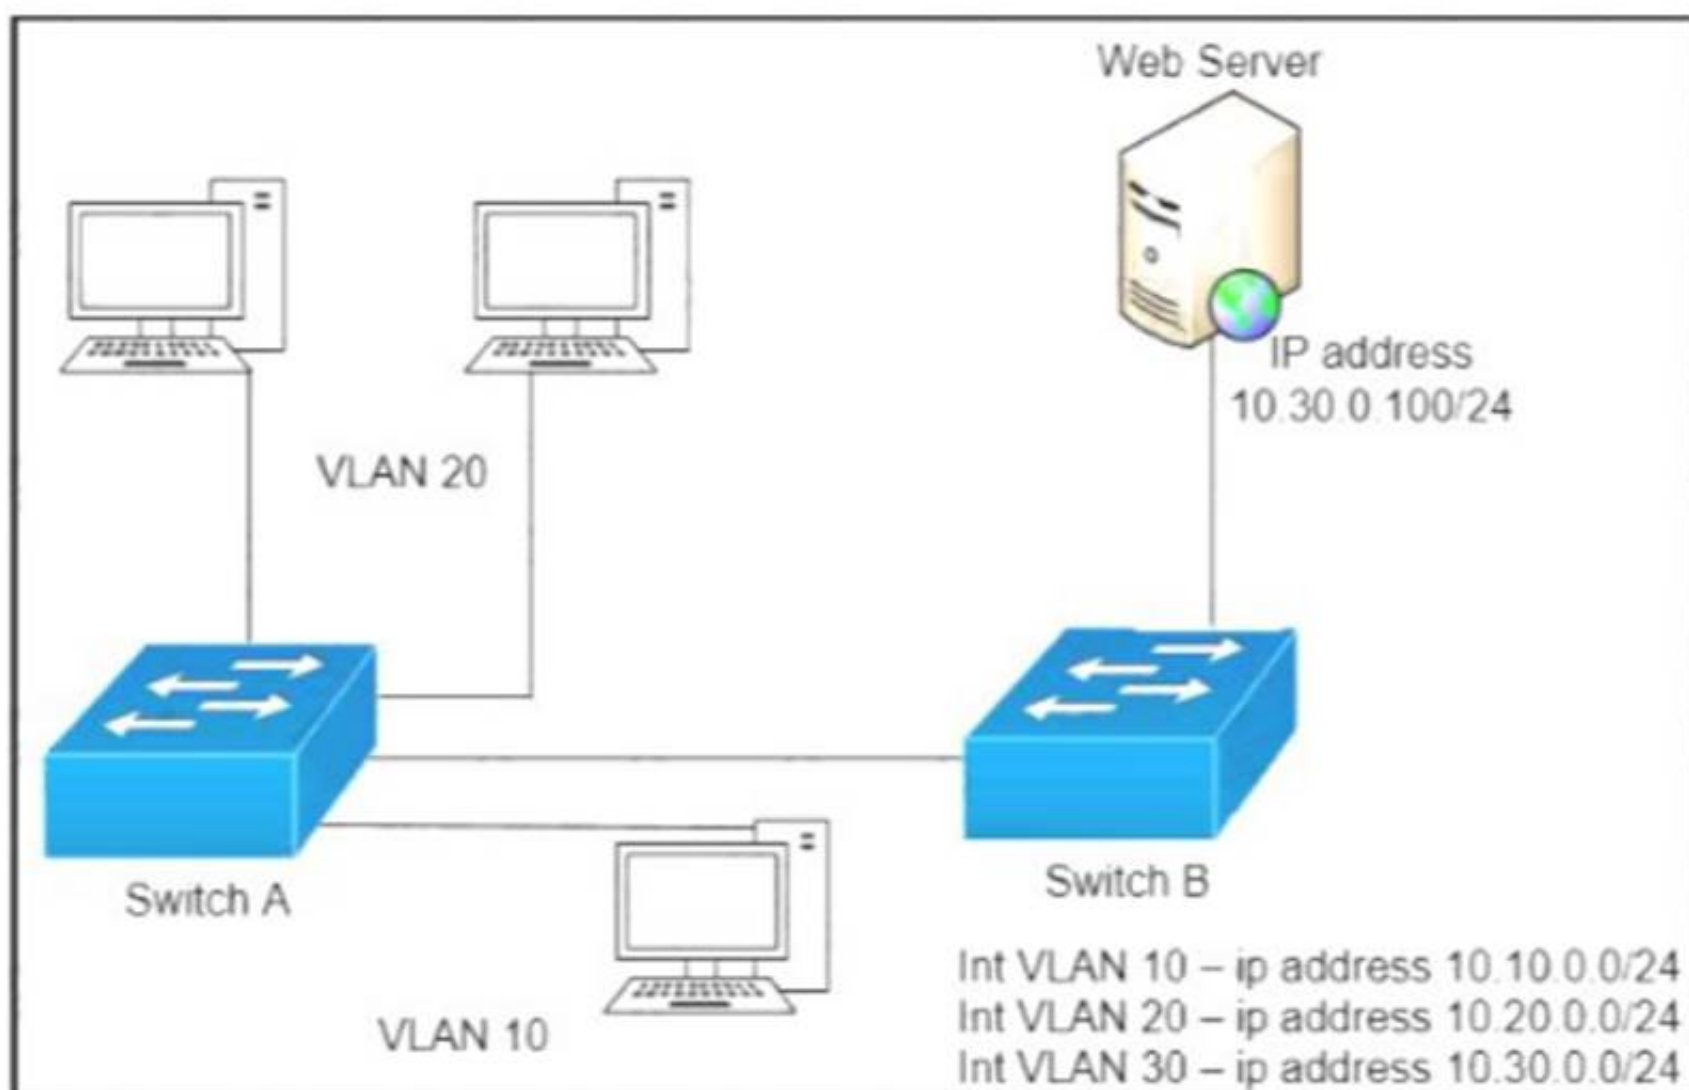 Web Server
IP address
10.30.0.100/24
VLAN 20
Switch A
Switch B
VLAN 10
Int VLAN 10 – ip address 10.10.0.0/24
Int VLAN 20 – ip address 10.20.0.0/24
Int VLAN 30 – ip address 10.30.0.0/24